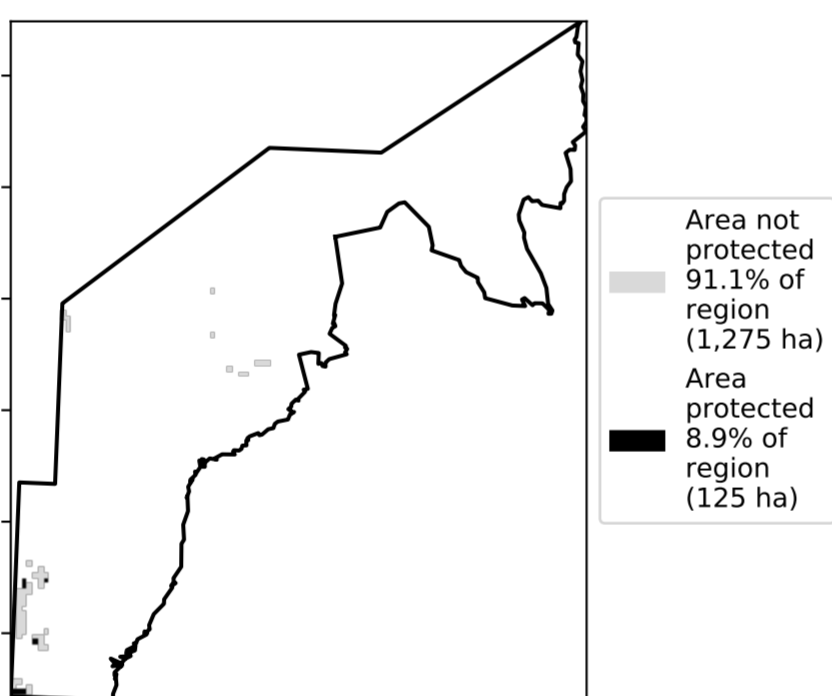 Area not
protected
91.1% of
region
(1,275 ha)
Area
protected
8.9% of
region
(125 ha)